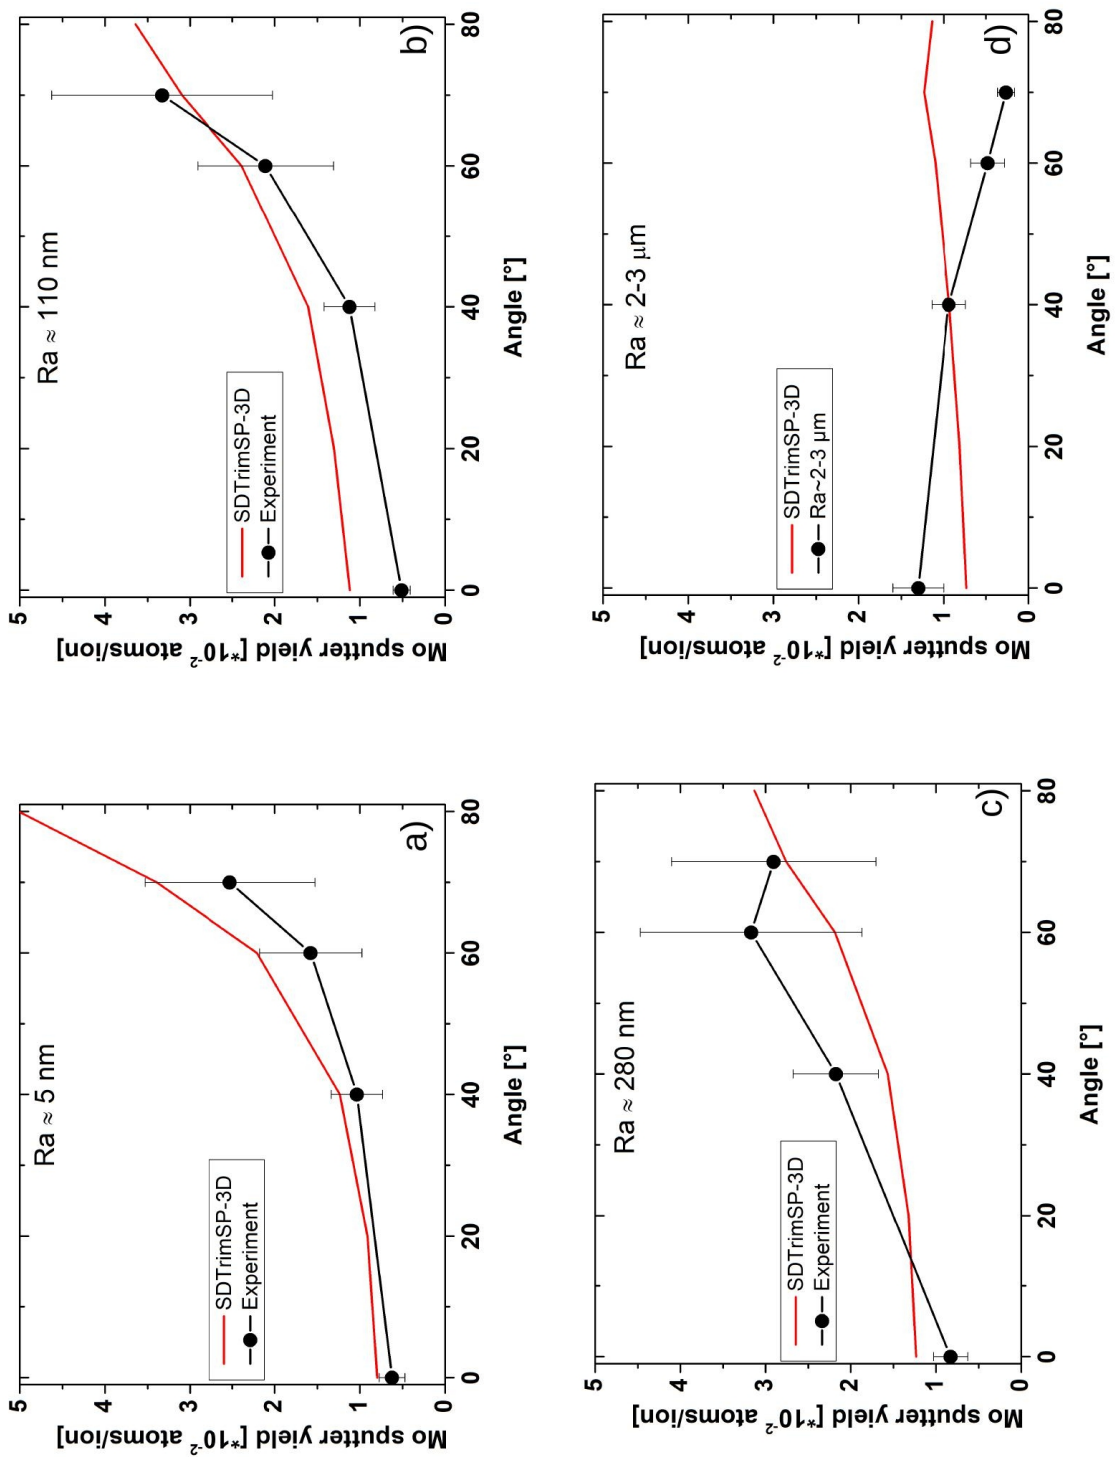 Mo sputter yield [*10-2 atoms/ion]
5
4
3
2
1
0
Ra ≈ 5 nm
SDTrimSP-3D
Experiment
a)
0
20
40
60
80
Angle [°]
Mo sputter yield [*10-2 atoms/ion]
5
4
3
2
1
0
Ra ≈ 110 nm
SDTrimSP-3D
Experiment
b)
0
20
40
60
80
Angle [°]
Mo sputter yield [*10-2 atoms/ion]
5
4
3
2
1
0
Ra ≈ 280 nm
SDTrimSP-3D
Experiment
c)
0
20
40
60
80
Angle [°]
Mo sputter yield [*10-2 atoms/ion]
5
4
3
2
1
0
Ra ≈ 2-3 μm
SDTrimSP-3D
Ra~2-3 μm
d)
0
20
40
60
80
Angle [°]